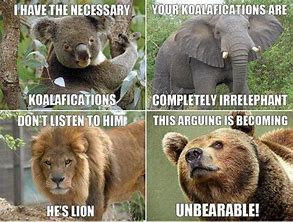 I HAVE THE NECESSARY
KOALAFICATIONS
YOUR KOALAFICATIONS ARE
COMPLETELY IRRELEPHANT
DON'T LISTEN TO HIM
HE'S LION
THIS ARGUING IS BECOMING
UNBEARABLE!